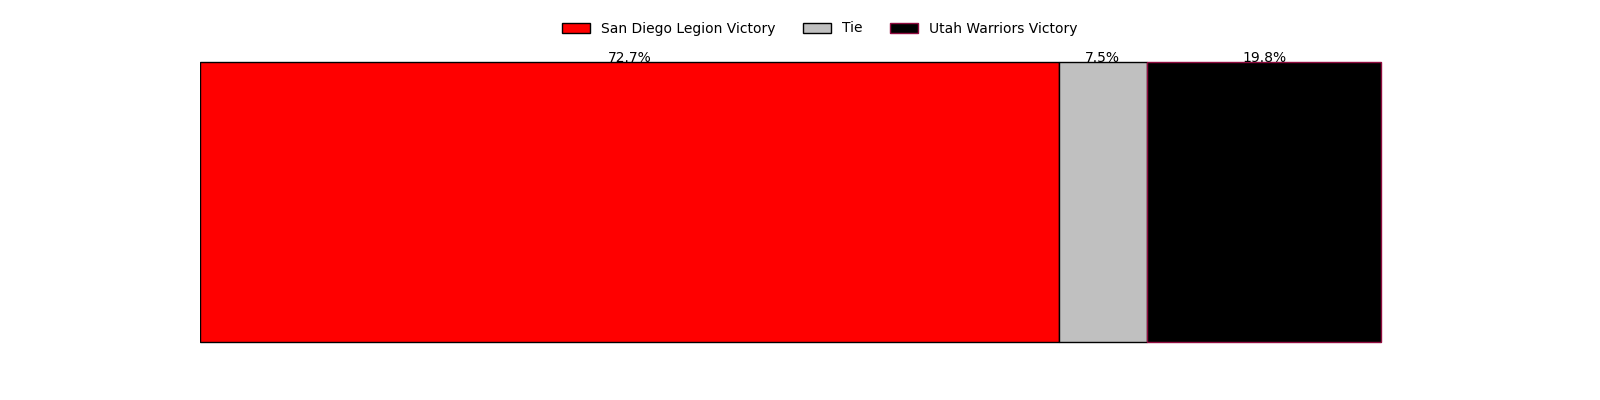 San Diego Legion Victory Tie Utah Warriors Victory
72.7% 7.5% 19.8%